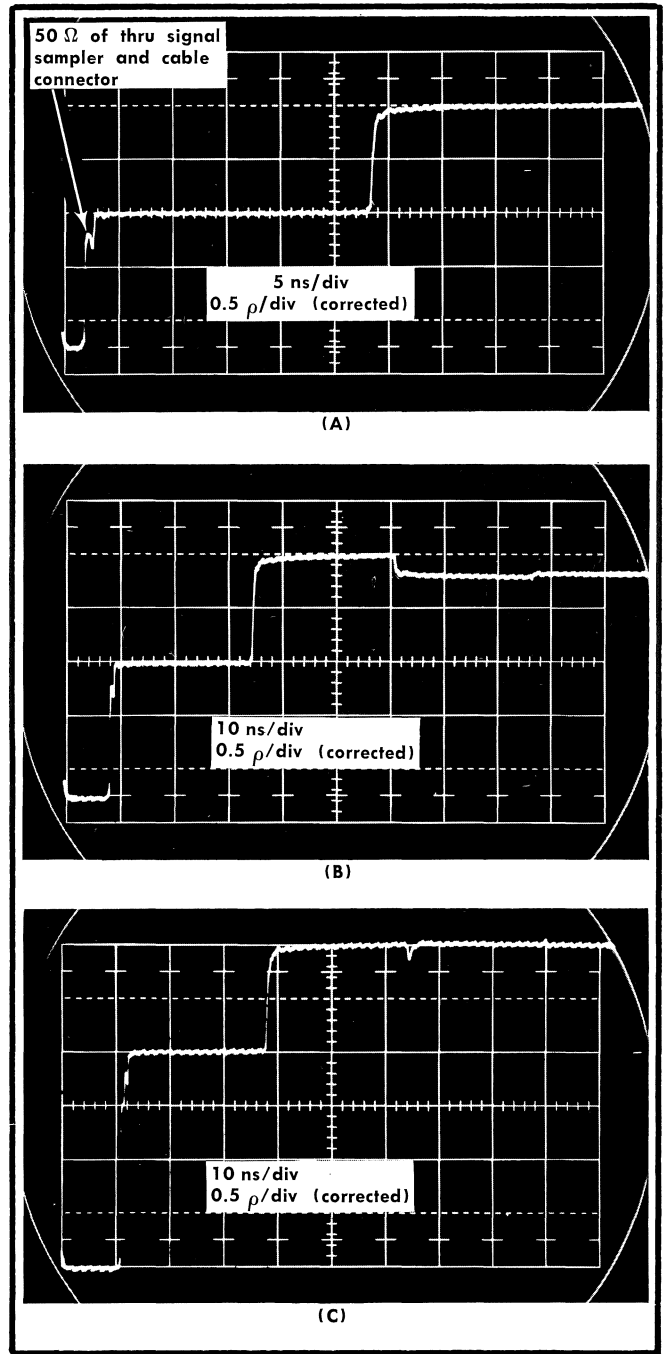 50 Ω of thru signal
sampler and cable
connector
5 ns/div
0.5 ρ/div (corrected)
(A)
10 ns/div
0.5 ρ/div (corrected)
(B)
10 ns/div
0.5 ρ/div (corrected)
(C)